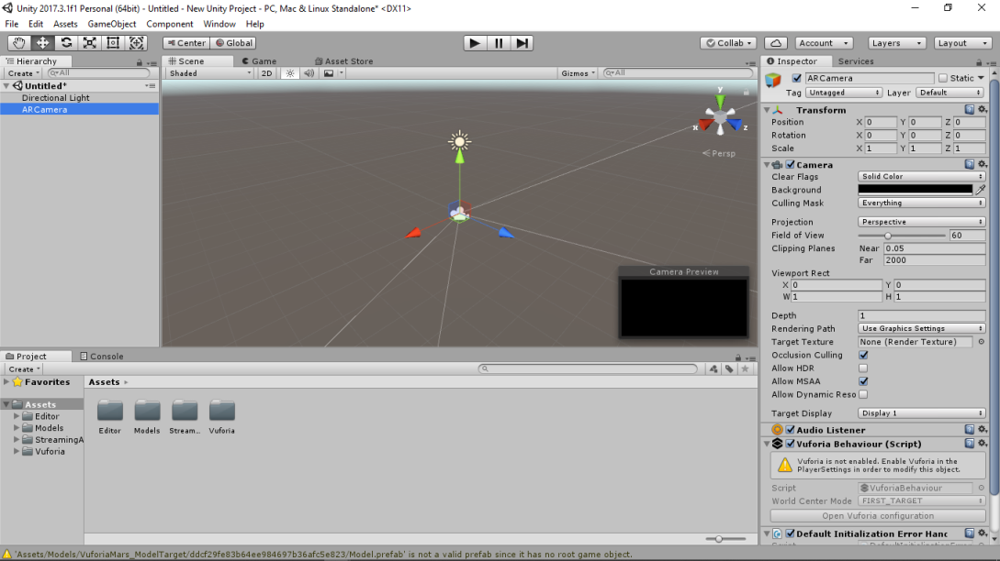 Unity 2017.3.1f1 Personal (64bit) - Untitled - New Unity Project - PC, Mac & Linux Standalone* <DX11>
File Edit Assets GameObject Component Window Help
Center Global Collab Account Layers Layout
Hierarchy
Create All
Untitled*
Directional Light
ARCamera
Scene Game Asset Store
Shaded 2D Gizmos All
y
x z
Persp
Camera Preview
Project Console
Create
Favorites
Assets
Editor
Models
StreamingA
Vuforia
Assets
Editor Models Stream... Vuforia
Inspector Services
ARCamera Static
Tag Untagged Layer Default
Transform
Position X 0 Y 0 Z 0
Rotation X 0 Y 0 Z 0
Scale X 1 Y 1 Z 1
Camera
Clear Flags Solid Color
Background
Culling Mask Everything
Projection Perspective
Field of View 60
Clipping Planes Near 0.05
Far 2000
Viewport Rect
X 0 Y 0
W 1 H 1
Depth 1
Rendering Path Use Graphics Settings
Target Texture None (Render Texture)
Occlusion Culling
Allow HDR
Allow MSAA
Allow Dynamic Reso
Target Display Display 1
Audio Listener
Vuforia Behaviour (Script)
Vuforia is not enabled. Enable Vuforia in the
PlayerSettings in order to modify this object.
Script VuforiaBehaviour
World Center Mode FIRST_TARGET
Open Vuforia configuration
Default Initialization Error Hanc
'Assets/Models/VuforiaMars_ModelTarget/ddcf29fe83b64ee984697b36afc5e823/Model.prefab' is not a valid prefab since it has no root game object.